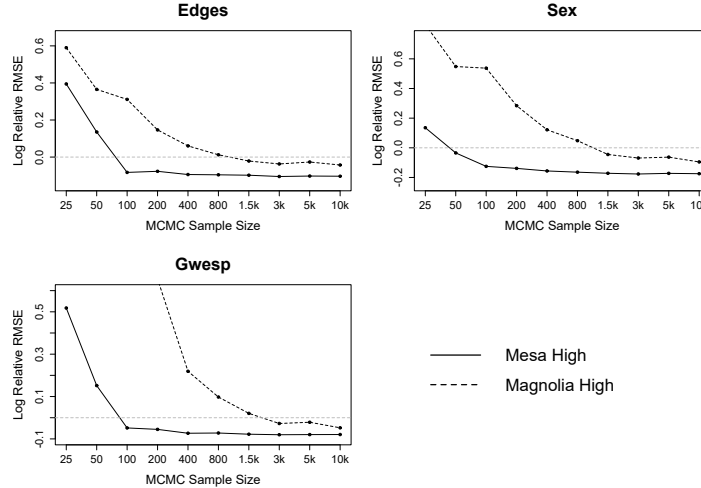 Edges
Log Relative RMSE
0.6
0.4
0.2
0.0
25 50 100 200 400 800 1.5k 3k 5k 10k
MCMC Sample Size
Sex
Log Relative RMSE
0.6
0.4
0.2
0.0
-0.2
25 50 100 200 400 800 1.5k 3k 5k 10k
MCMC Sample Size
Gwesp
Log Relative RMSE
0.5
0.3
0.1
-0.1
25 50 100 200 400 800 1.5k 3k 5k 10k
MCMC Sample Size
Mesa High
Magnolia High